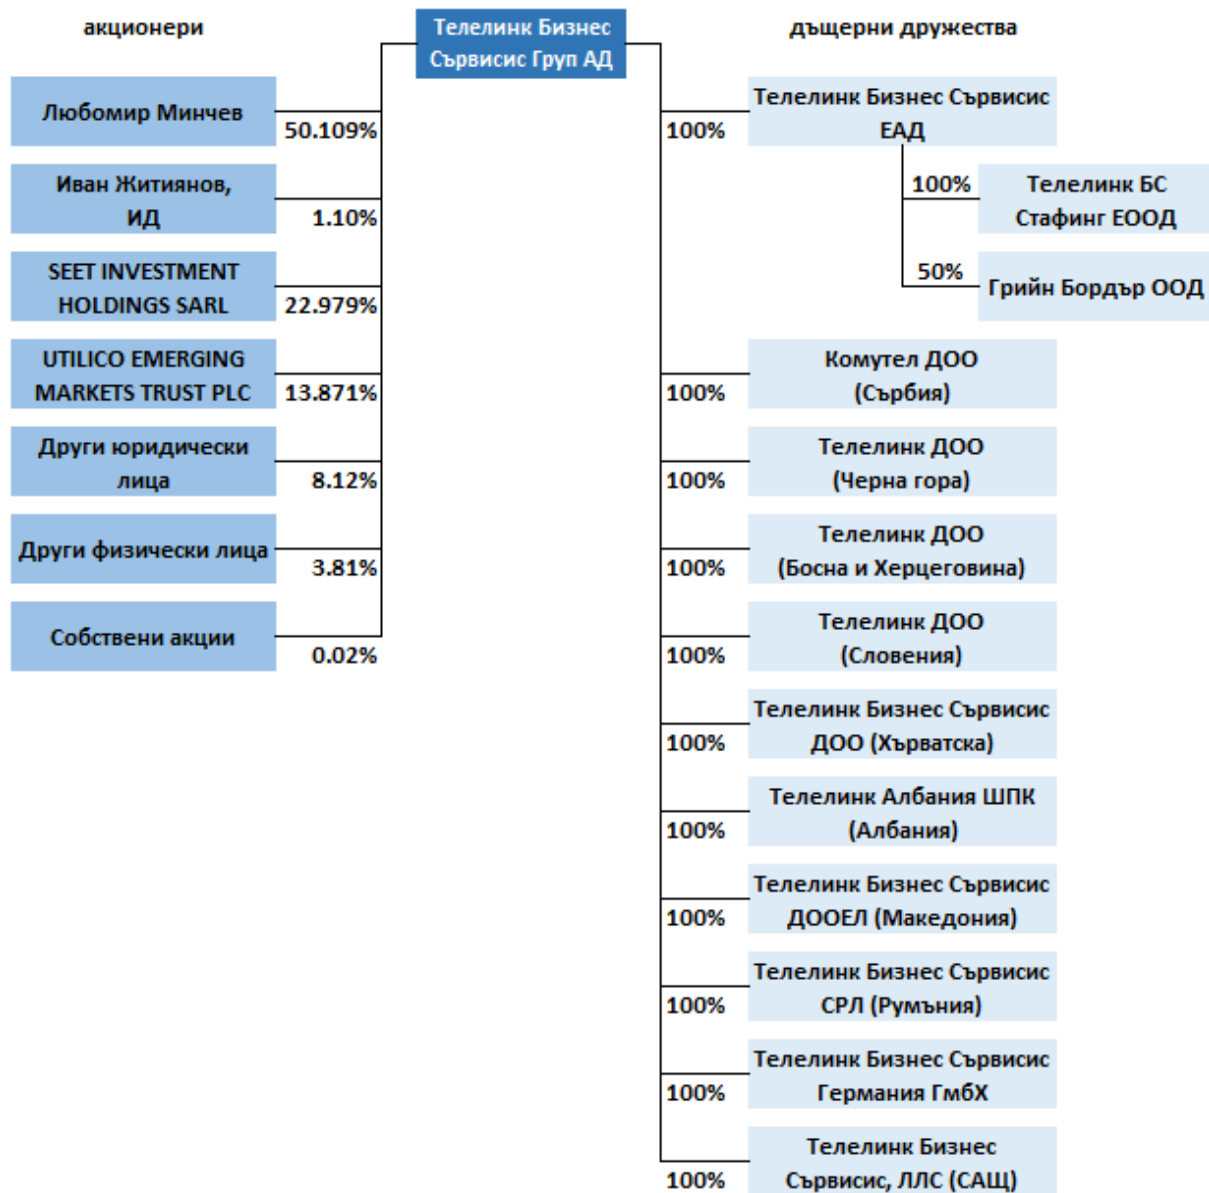 акционери
Телелинк Бизнес
Сървисис Груп АД
дъщерни дружества
Любомир Минчев
50.109%
Иван Житиянов,
ИД
1.10%
SEET INVESTMENT
HOLDINGS SARL
22.979%
UTILICO EMERGING
MARKETS TRUST PLC
13.871%
Други юридически
лица
8.12%
Други физически лица
3.81%
Собствени акции
0.02%
100%
Телелинк Бизнес Сървисис
ЕАД
100%
Телелинк БС
Стафинг ЕООД
50%
Грийн Бордър ООД
100%
Комутел ДОО
(Сърбия)
100%
Телелинк ДОО
(Черна гора)
100%
Телелинк ДОО
(Босна и Херцеговина)
100%
Телелинк ДОО
(Словения)
100%
Телелинк Бизнес Сървисис
ДОО (Хърватска)
100%
Телелинк Албания ШПК
(Албания)
100%
Телелинк Бизнес Сървисис
ДООЕЛ (Македония)
100%
Телелинк Бизнес Сървисис
СРЛ (Румъния)
100%
Телелинк Бизнес Сървисис
Германия ГмбХ
100%
Телелинк Бизнес
Сървисис, ЛЛС (САЩ)